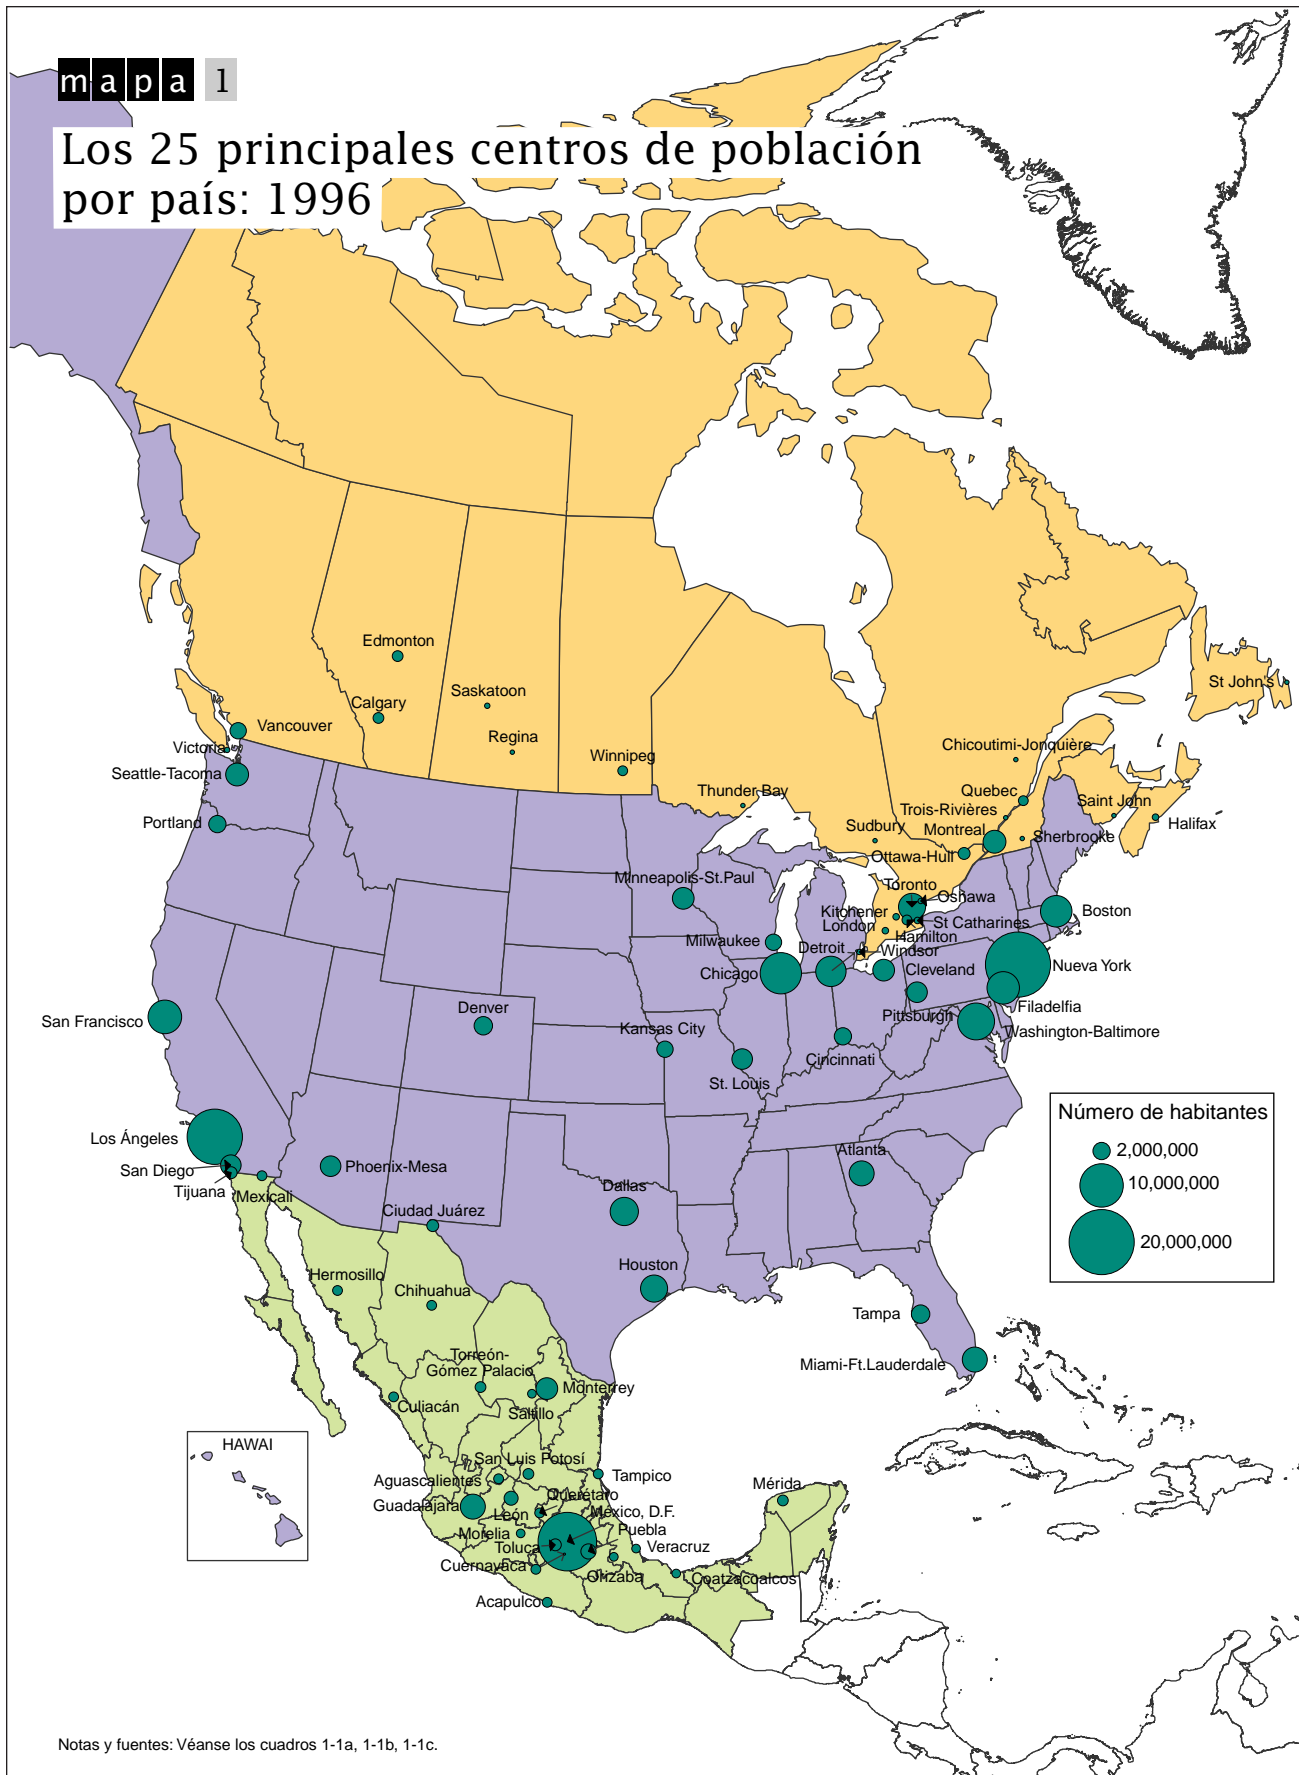 mapa 1
Los 25 principales centros de población
por país: 1996
Edmonton
Saskatoon
Calgary
St John's
Vancouver
Regina
Victoria
Winnipeg
Chicoutimi-Jonquière
Seattle-Tacoma
Thunder Bay
Quebec
Saint John
Trois-Rivières
Portland
Sudbury
Montreal
Sherbrooke
Halifax
Ottawa-Hull
Minneapolis-St.Paul
Toronto
Oshawa
Kitchener
Boston
London
St Catharines
Hamilton
Milwaukee
Detroit
Windsor
Chicago
Cleveland
Nueva York
Denver
Filadelfia
Pittsburgh
San Francisco
Kansas City
Washington-Baltimore
Cincinnati
St. Louis
Número de habitantes
2,000,000
10,000,000
20,000,000
Los Ángeles
Atlanta
San Diego
Phoenix-Mesa
Tijuana
Mexicali
Dallas
Ciudad Juárez
Houston
Hermosillo
Chihuahua
Tampa
Torreón-
Gómez Palacio
Miami-Ft.Lauderdale
Monterrey
Culiacán
Saltillo
HAWAI
San Luis Potosí
Aguascalientes
Tampico
Mérida
Querétaro
Guadalajara
León
México, D.F.
Morelia
Puebla
Toluca
Veracruz
Cuernavaca
Orizaba
Coatzacoalcos
Acapulco
Notas y fuentes: Véanse los cuadros 1-1a, 1-1b, 1-1c.